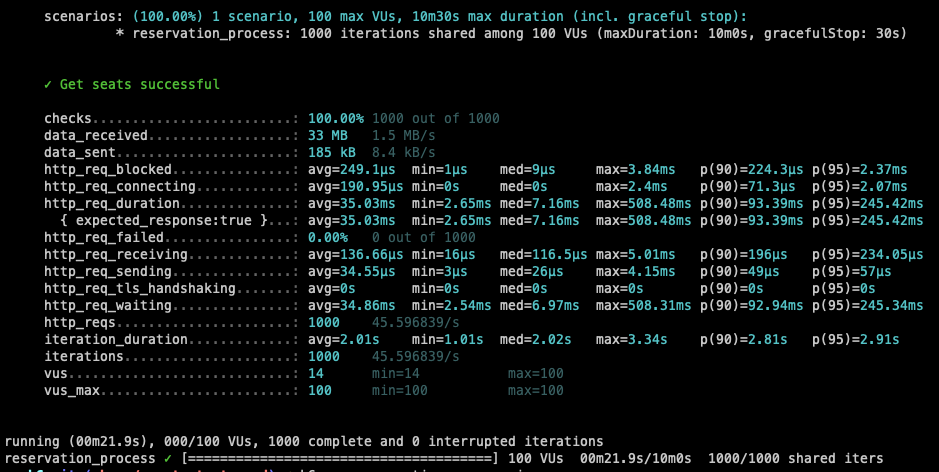 scenarios: (100.00%) 1 scenario, 100 max VUs, 10m30s max duration (incl. graceful stop):
* reservation_process: 1000 iterations shared among 100 VUs (maxDuration: 10m0s, gracefulStop: 30s)
✓ Get seats successful
checks.........................: 100.00% 1000 out of 1000
data_received..................: 33 MB 1.5 MB/s
data_sent......................: 185 kB 8.4 kB/s
http_req_blocked...............: avg=249.1µs min=1µs med=9µs max=3.84ms p(90)=224.3µs p(95)=2.37ms
http_req_connecting............: avg=190.95µs min=0s med=0s max=2.4ms p(90)=71.3µs p(95)=2.07ms
http_req_duration..............: avg=35.03ms min=2.65ms med=7.16ms max=508.48ms p(90)=93.39ms p(95)=245.42ms
{ expected_response:true }...: avg=35.03ms min=2.65ms med=7.16ms max=508.48ms p(90)=93.39ms p(95)=245.42ms
http_req_failed................: 0.00% 0 out of 1000
http_req_receiving.............: avg=136.66µs min=16µs med=116.5µs max=5.01ms p(90)=196µs p(95)=234.05µs
http_req_sending...............: avg=34.55µs min=3µs med=26µs max=4.15ms p(90)=49µs p(95)=57µs
http_req_tls_handshaking.......: avg=0s min=0s med=0s max=0s p(90)=0s p(95)=0s
http_req_waiting...............: avg=34.86ms min=2.54ms med=6.97ms max=508.31ms p(90)=92.94ms p(95)=245.34ms
http_reqs......................: 1000 45.596839/s
iteration_duration.............: avg=2.01s min=1.01s med=2.02s max=3.34s p(90)=2.81s p(95)=2.91s
iterations.....................: 1000 45.596839/s
vus............................: 14 min=14 max=100
vus_max........................: 100 min=100 max=100
running (00m21.9s), 000/100 VUs, 1000 complete and 0 interrupted iterations
reservation_process ✓ [======================================] 100 VUs 00m21.9s/10m0s 1000/1000 shared iters